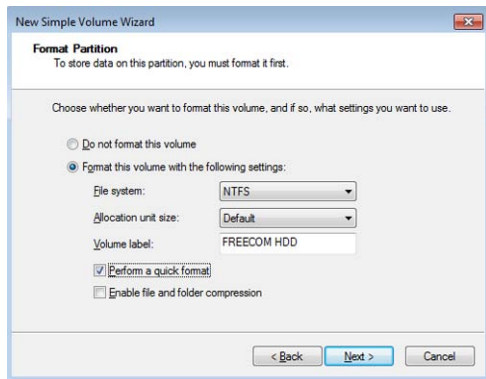 New Simple Volume Wizard
Format Partition
To store data on this partition, you must format it first.
Choose whether you want to format this volume, and if so, what settings you want to use.
Do not format this volume
Format this volume with the following settings:
File system: NTFS
Allocation unit size: Default
Volume label: FREECOM HDD
Perform a quick format
Enable file and folder compression
< Back Next > Cancel